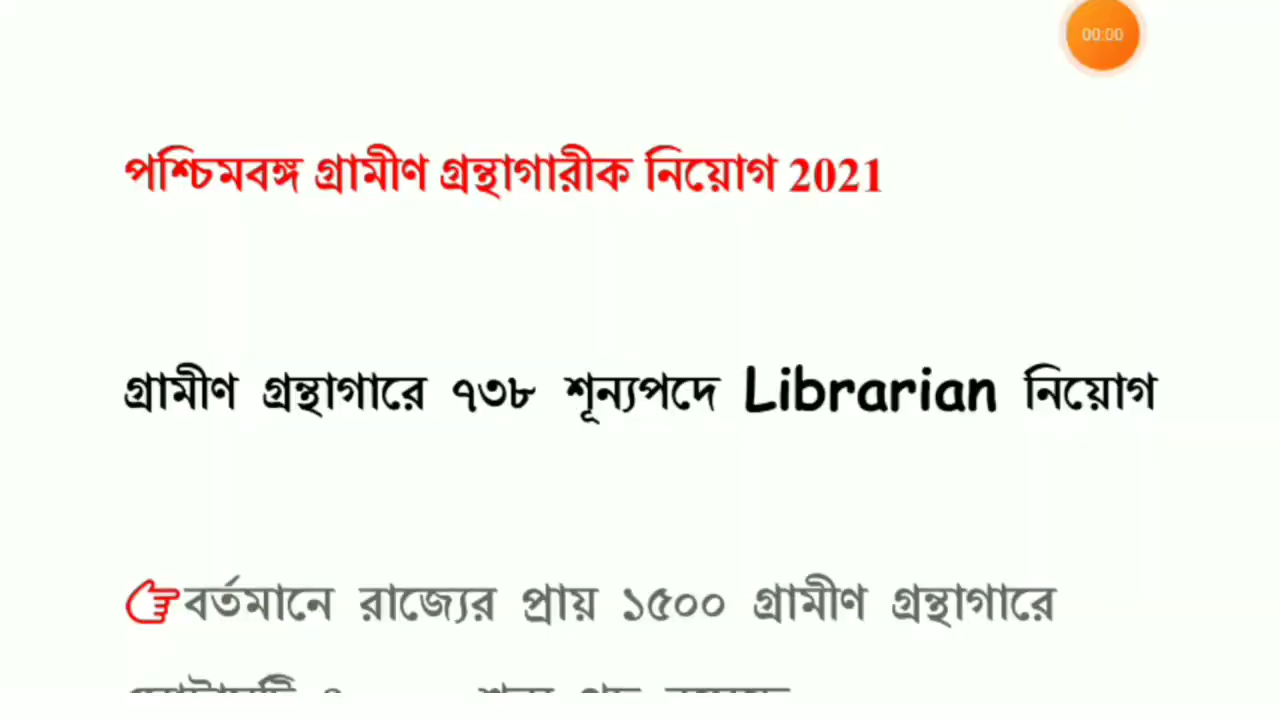 00:00
পশ্চিমবঙ্গ গ্রামীণ গ্রন্থাগারীক নিয়োগ 2021
গ্রামীণ গ্রন্থাগারে ৭৩৮ শূন্যপদে Librarian নিয়োগ
👉বর্তমানে রাজ্যের প্রায় ১৫০০ গ্রামীণ গ্রন্থাগারে